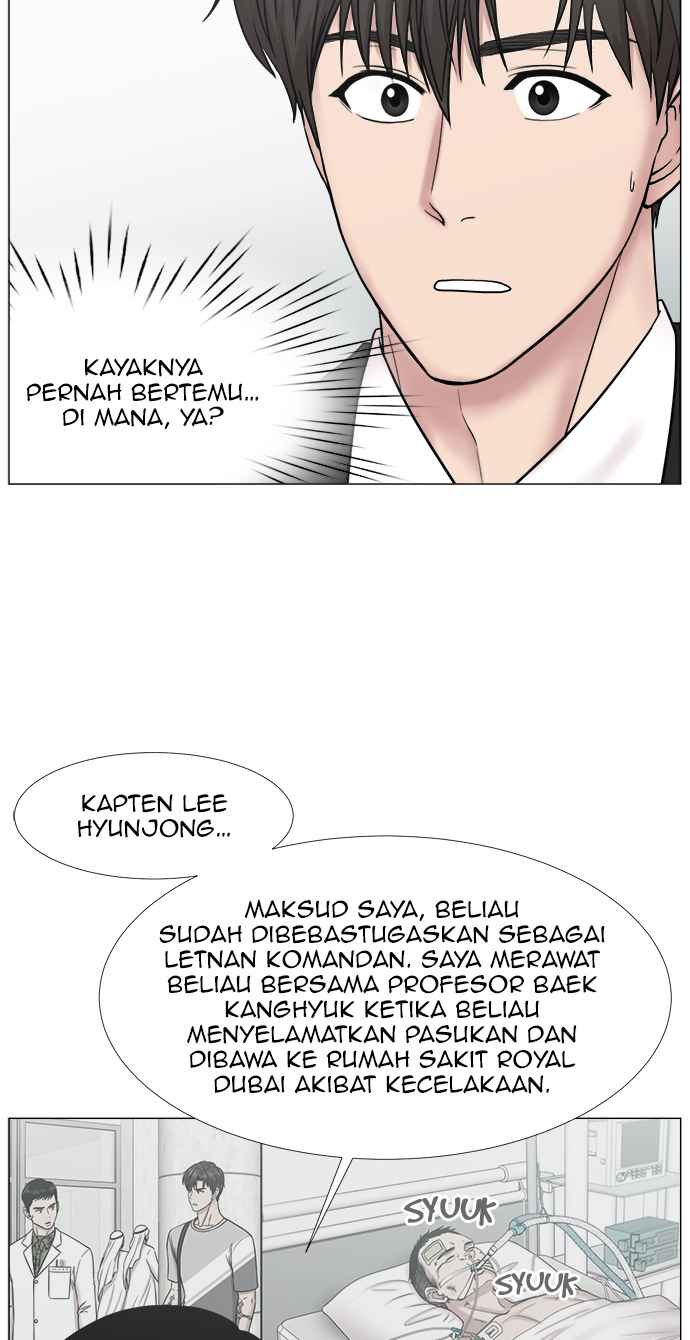 KAYAKNYA
PERNAH BERTEMU...
DI MANA, YA?
KAPTEN LEE
HYUNJONG...
MAKSUD SAYA, BELIAU
SUDAH DIBEBASTUGASKAN SEBAGAI
LETNAN KOMANDAN. SAYA MERAWAT
BELIAU BERSAMA PROFESOR BAEK
KANGHYUK KETIKA BELIAU
MENYELAMATKAN PASUKAN DAN
DIBAWA KE RUMAH SAKIT ROYAL
DUBAI AKIBAT KECELAKAAN.
SYUUK
SYUUK